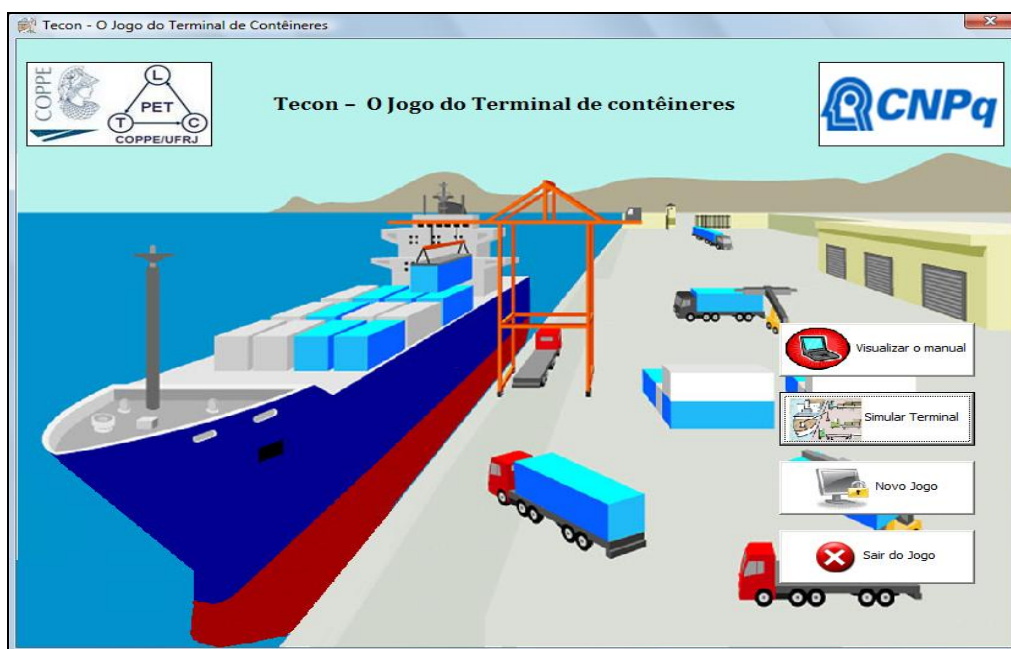 Tecon - O Jogo do Terminal de Contêineres
COPPE
L
PET
T
C
COPPE/UFRJ
Tecon – O Jogo do Terminal de contêineres
CNPq
Visualizar o manual
Simular Terminal
Novo Jogo
Sair do Jogo